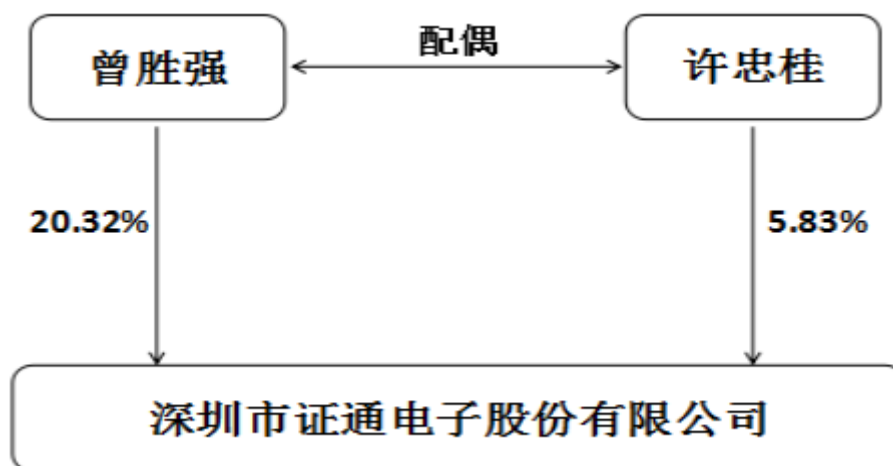 配偶
曾胜强
许忠桂
20.32%
5.83%
深圳市证通电子股份有限公司